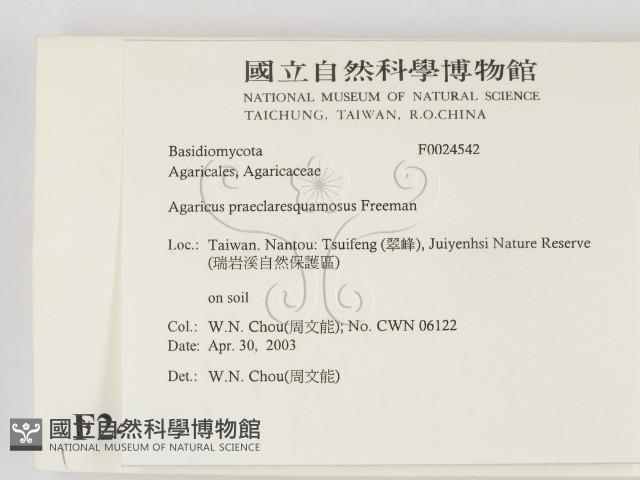 國立自然科學博物館
NATIONAL MUSEUM OF NATURAL SCIENCE
TAICHUNG, TAIWAN, R.O.CHINA
Basidiomycota F0024542
Agaricales, Agaricaceae
Agaricus praeclaresquamosus Freeman
Loc.: Taiwan. Nantou: Tsuifeng (翠峰), Juiyenhsi Nature Reserve
(瑞岩溪自然保護區)
on soil
Col.: W.N. Chou(周文能); No. CWN 06122
Date: Apr. 30, 2003
Det.: W.N. Chou(周文能)
F2
國立自然科學博物館
NATIONAL MUSEUM OF NATURAL SCIENCE